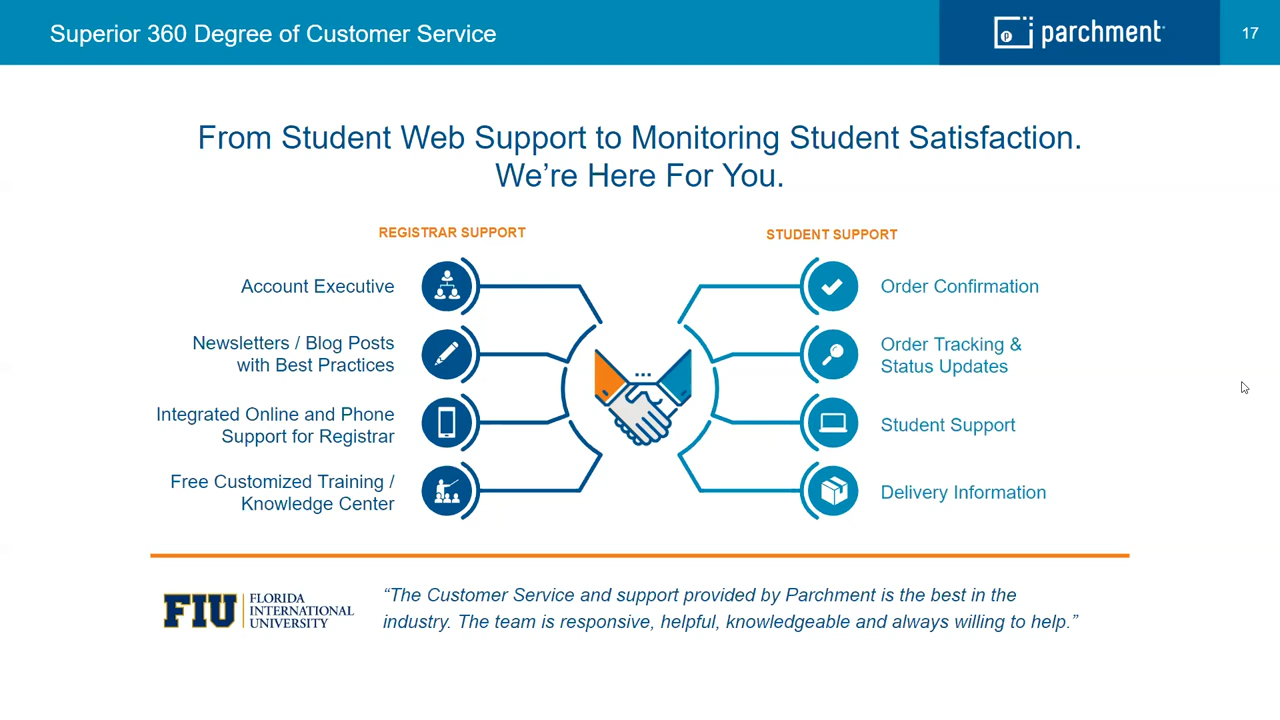 Superior 360 Degree of Customer Service
parchment
17
From Student Web Support to Monitoring Student Satisfaction.
We’re Here For You.
REGISTRAR SUPPORT
Account Executive
Newsletters / Blog Posts
with Best Practices
Integrated Online and Phone
Support for Registrar
Free Customized Training /
Knowledge Center
STUDENT SUPPORT
Order Confirmation
Order Tracking &
Status Updates
Student Support
Delivery Information
FIU
FLORIDA
INTERNATIONAL
UNIVERSITY
“The Customer Service and support provided by Parchment is the best in the
industry. The team is responsive, helpful, knowledgeable and always willing to help.”